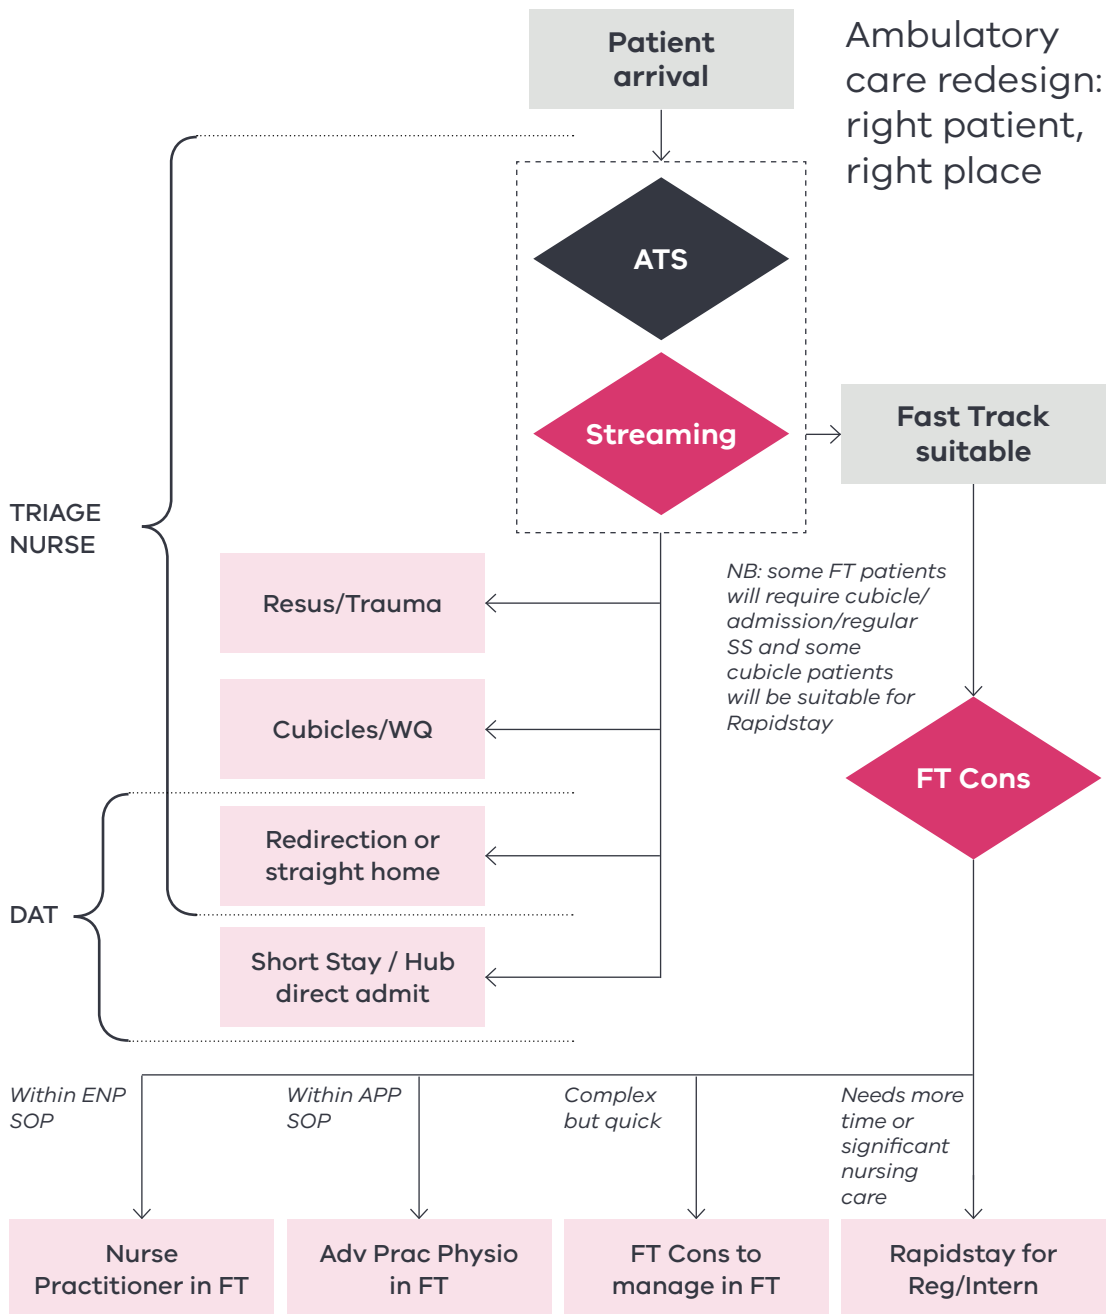 Ambulatory
care redesign:
right patient,
right place
Patient
arrival
ATS
Streaming
Fast Track
suitable
TRIAGE
NURSE
Resus/Trauma
Cubicles/WQ
Redirection or
straight home
Short Stay / Hub
direct admit
DAT
NB: some FT patients
will require cubicle/
admission/regular
SS and some
cubicle patients
will be suitable for
Rapidstay
FT Cons
Within ENP
SOP
Within APP
SOP
Complex
but quick
Needs more
time or
significant
nursing
care
Nurse
Practitioner in FT
Adv Prac Physio
in FT
FT Cons to
manage in FT
Rapidstay for
Reg/Intern